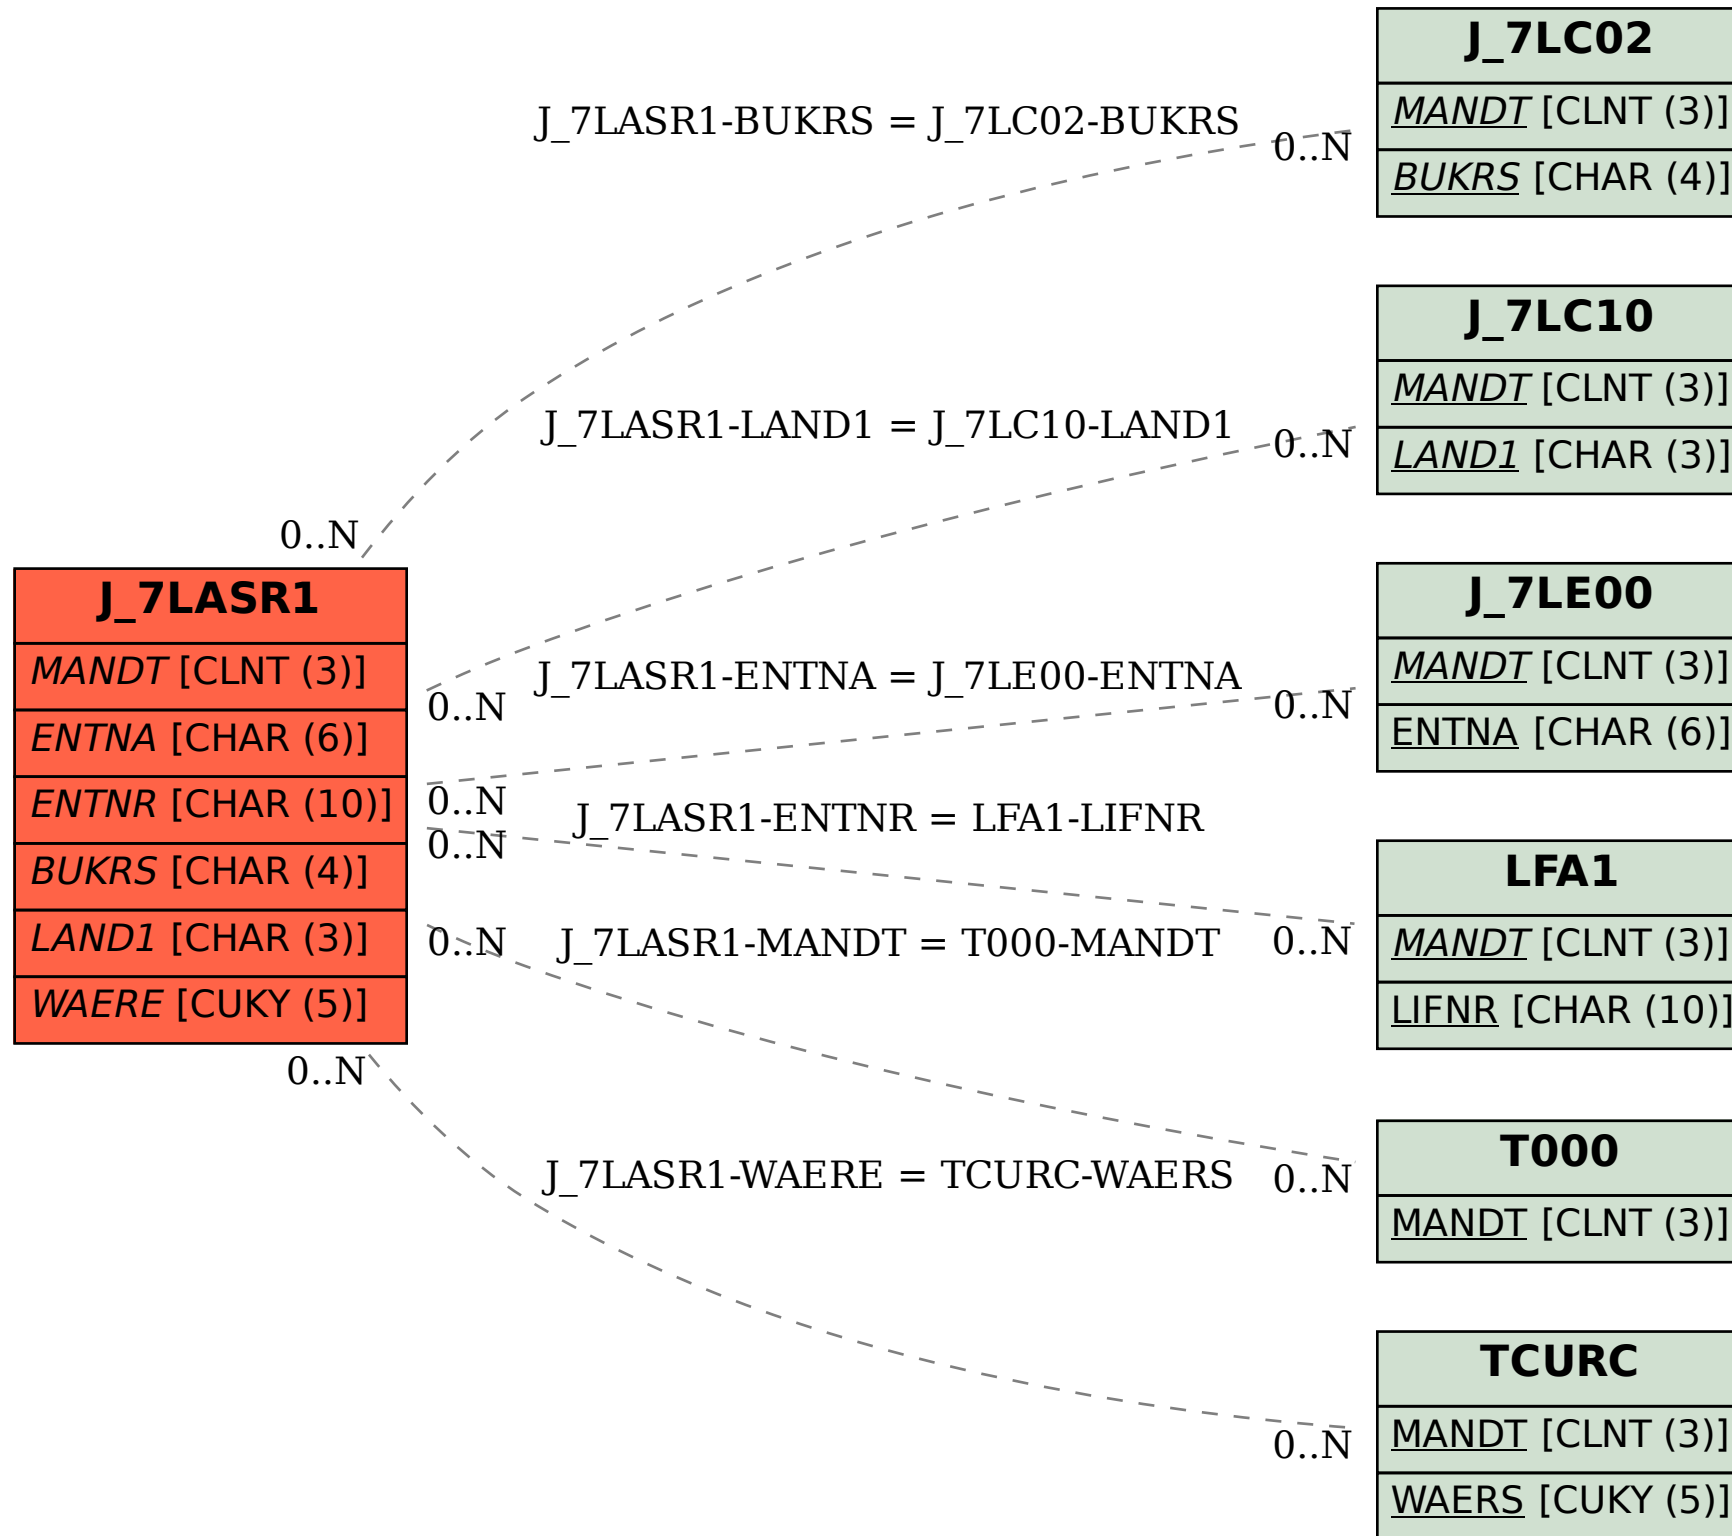 J_7LC02
MANDT [CLNT (3)]
BUKRS [CHAR (4)]
J_7LASR1-BUKRS = J_7LC02-BUKRS
0..N
0..N
J_7LC10
MANDT [CLNT (3)]
LAND1 [CHAR (3)]
J_7LASR1-LAND1 = J_7LC10-LAND1
0..N
0..N
J_7LASR1
MANDT [CLNT (3)]
ENTNA [CHAR (6)]
ENTNR [CHAR (10)]
BUKRS [CHAR (4)]
LAND1 [CHAR (3)]
WAERE [CUKY (5)]
J_7LE00
MANDT [CLNT (3)]
ENTNA [CHAR (6)]
J_7LASR1-ENTNA = J_7LE00-ENTNA
0..N
0..N
J_7LASR1-ENTNR = LFA1-LIFNR
0..N
0..N
LFA1
MANDT [CLNT (3)]
LIFNR [CHAR (10)]
J_7LASR1-MANDT = T000-MANDT
0..N
0..N
T000
MANDT [CLNT (3)]
J_7LASR1-WAERE = TCURC-WAERS
0..N
0..N
TCURC
MANDT [CLNT (3)]
WAERS [CUKY (5)]